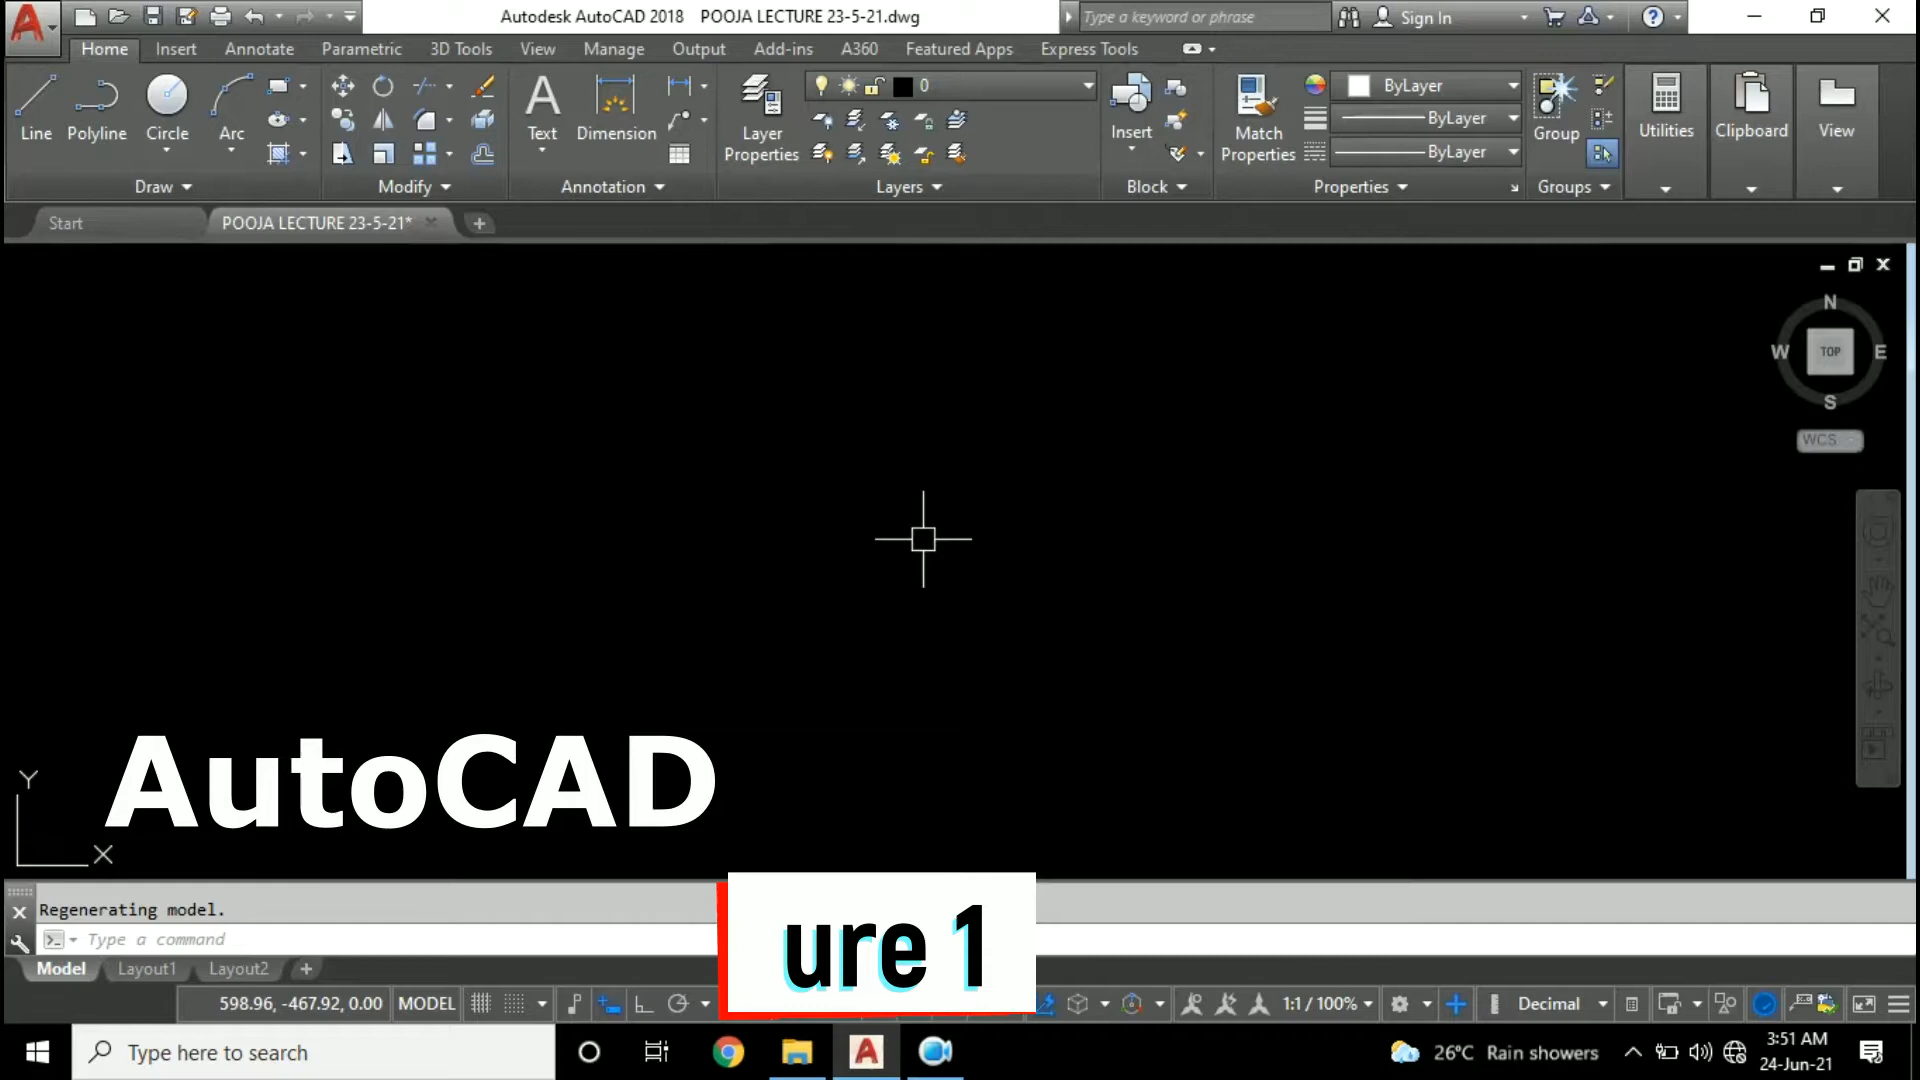 Autodesk AutoCAD 2018 POOJA LECTURE 23-5-21.dwg
Type a keyword or phrase
Sign In
Home Insert Annotate Parametric 3D Tools View Manage Output Add-ins A360 Featured Apps Express Tools
0
ByLayer
ByLayer
ByLayer
Line Polyline Circle Arc
Text Dimension
Layer Properties
Insert
Match Properties
Group
Utilities
Clipboard
View
Draw Modify Annotation Layers Block Properties Groups
Start
POOJA LECTURE 23-5-21*
N
W TOP E
S
WCS
AutoCAD
Y
X
Regenerating model.
Type a command
ure 1
Model Layout1 Layout2
598.96, -467.92, 0.00 MODEL
1:1 / 100%
Decimal
Type here to search
26°C Rain showers
3:51 AM
24-Jun-21